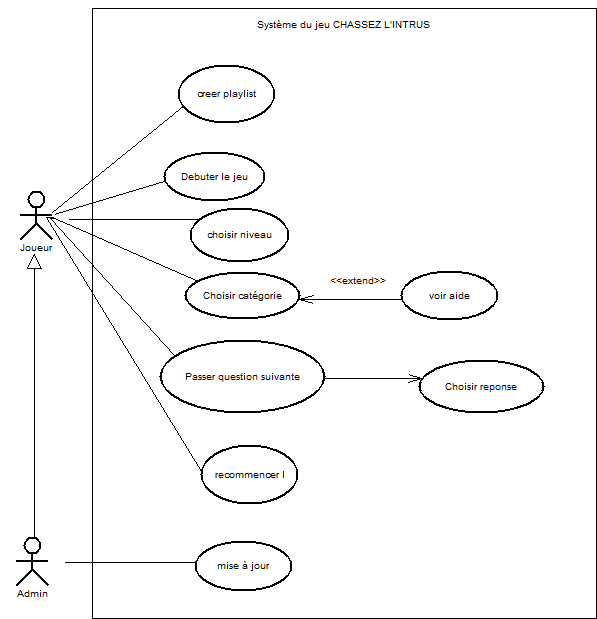 Système du jeu CHASSEZ L'INTRUS
creer playlist
Debuter le jeu
choisir niveau
Joueur
Choisir catégorie
<<extend>>
voir aide
Passer question suivante
Choisir reponse
recommencer l
mise à jour
Admin